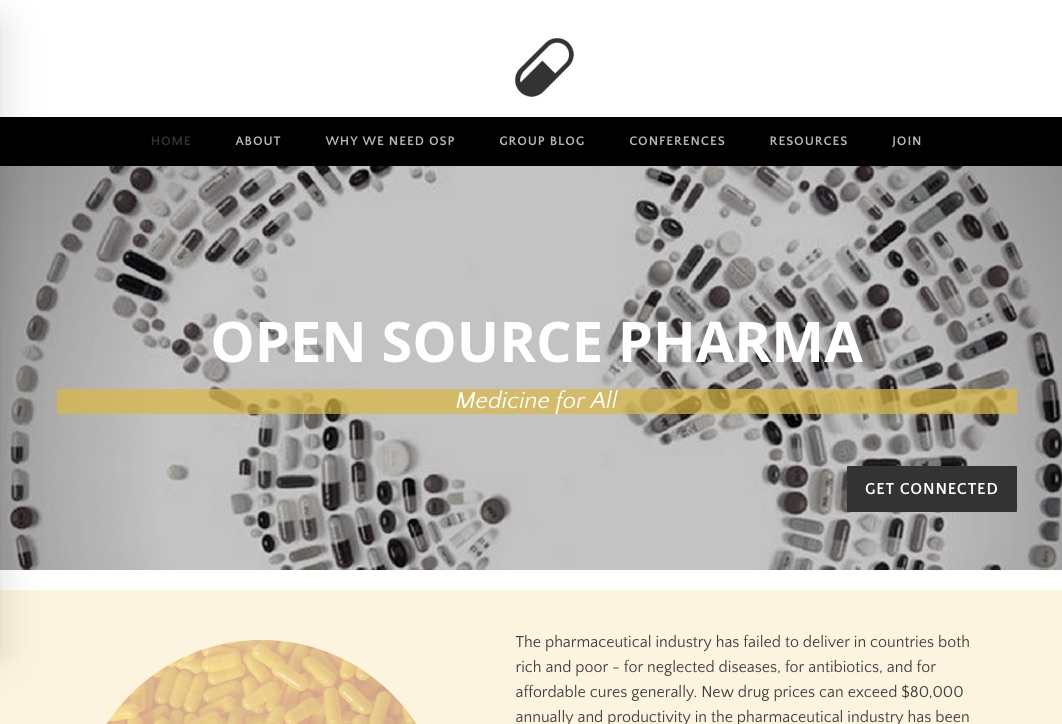 HOME ABOUT WHY WE NEED OSP GROUP BLOG CONFERENCES RESOURCES JOIN
OPEN SOURCE PHARMA
Medicine for All
GET CONNECTED
The pharmaceutical industry has failed to deliver in countries both
rich and poor – for neglected diseases, for antibiotics, and for
affordable cures generally. New drug prices can exceed $80,000
annually and productivity in the pharmaceutical industry has been